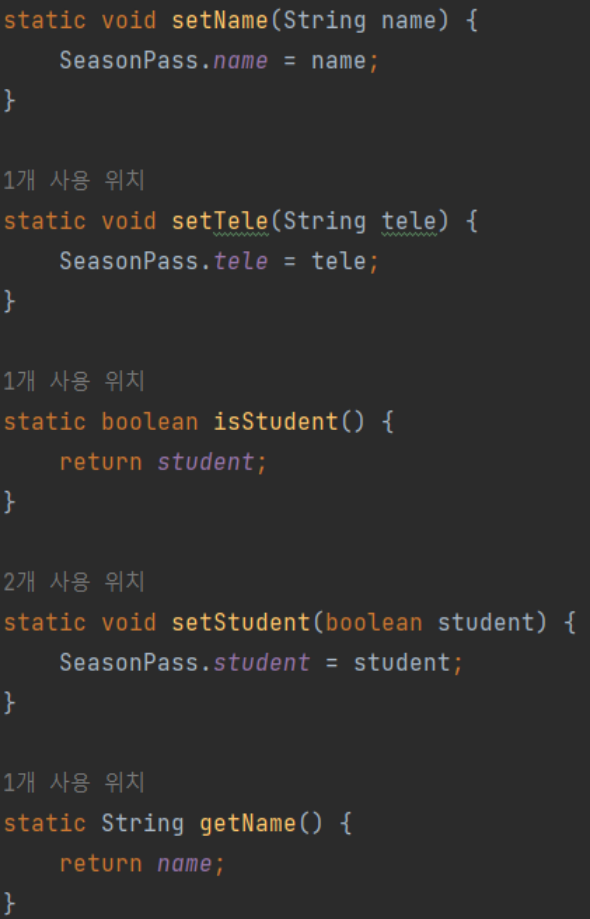 static void setName(String name) {
    SeasonPass.name = name;
}
1개 사용 위치
static void setTele(String tele) {
    SeasonPass.tele = tele;
}
1개 사용 위치
static boolean isStudent() {
    return student;
}
2개 사용 위치
static void setStudent(boolean student) {
    SeasonPass.student = student;
}
1개 사용 위치
static String getName() {
    return name;
}